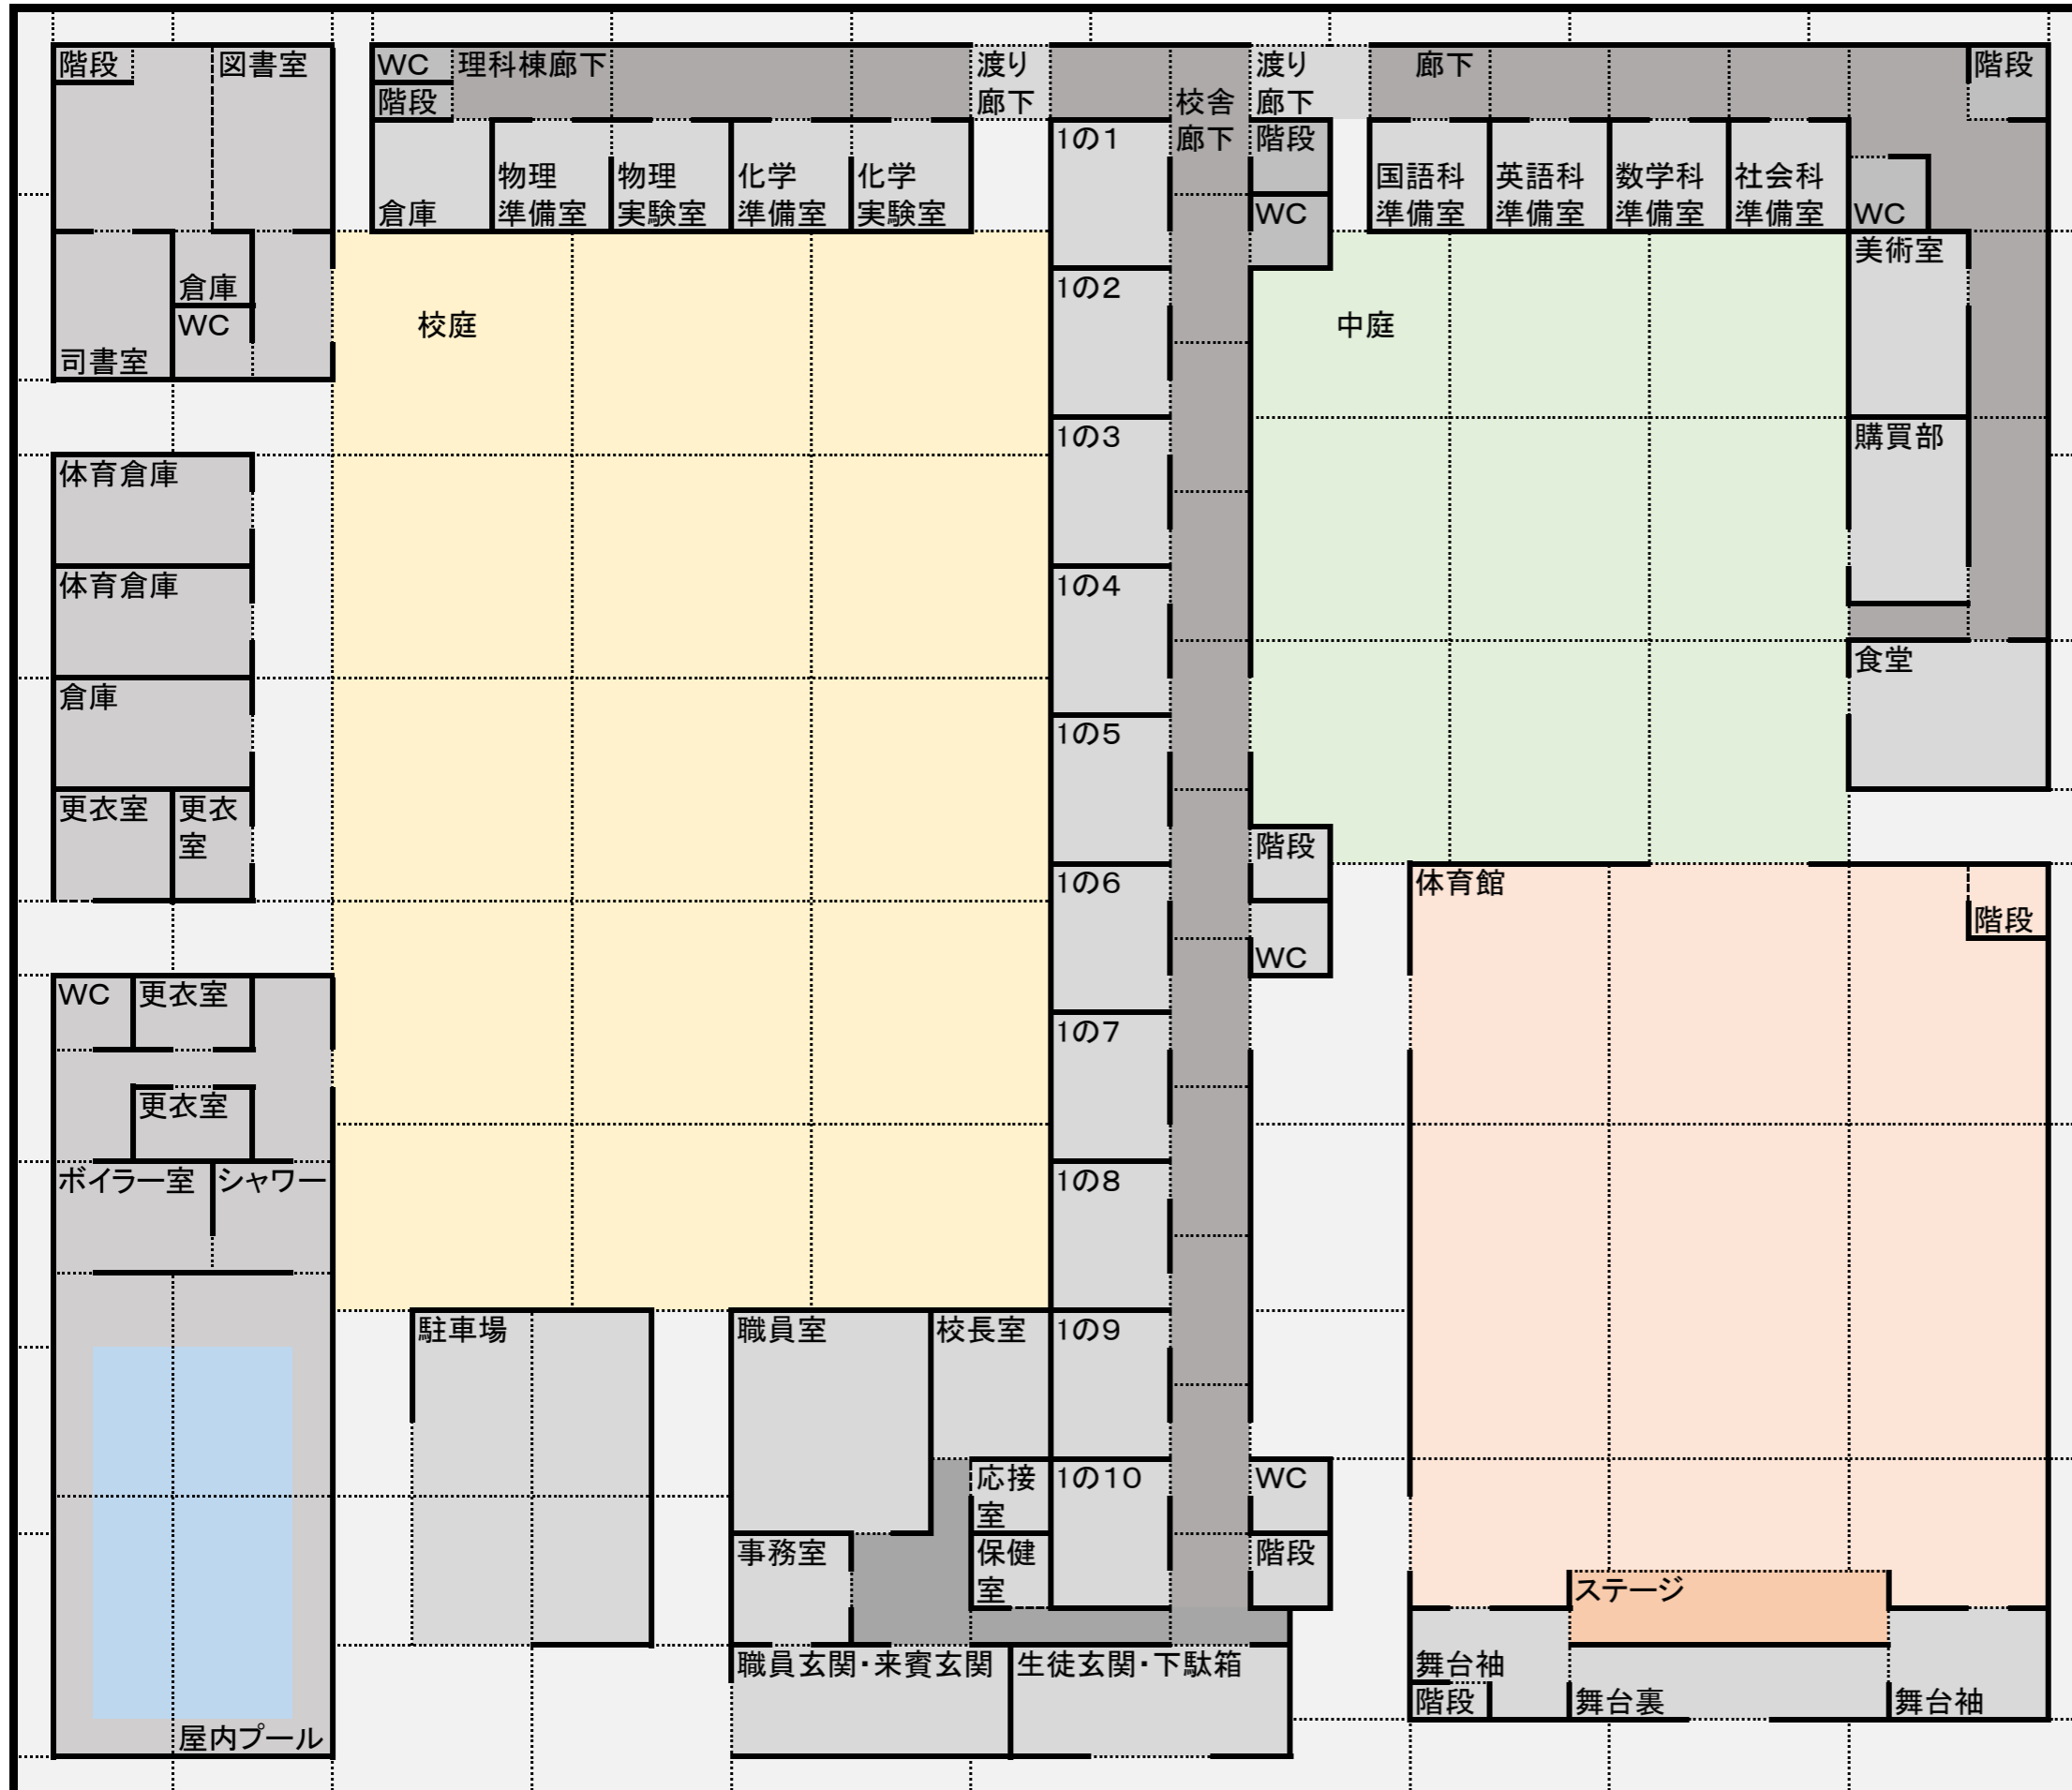 階段
図書室
WC
理科棟廊下
渡り
廊下
渡り
廊下
廊下
階段
階段
校舎
廊下
1の1
階段
物理
準備室
物理
実験室
化学
準備室
化学
実験室
倉庫
国語科
準備室
英語科
準備室
数学科
準備室
社会科
準備室
WC
WC
美術室
倉庫
WC
司書室
校庭
1の2
中庭
体育倉庫
1の3
購買部
体育倉庫
1の4
倉庫
1の5
食堂
更衣室
更衣
室
階段
1の6
体育館
階段
WC
WC
更衣室
1の7
更衣室
ボイラー室
シャワー
1の8
駐車場
職員室
校長室
1の9
応接
室
1の10
WC
事務室
保健
室
階段
ステージ
職員玄関・来賓玄関
生徒玄関・下駄箱
舞台袖
階段
舞台裏
舞台袖
屋内プール